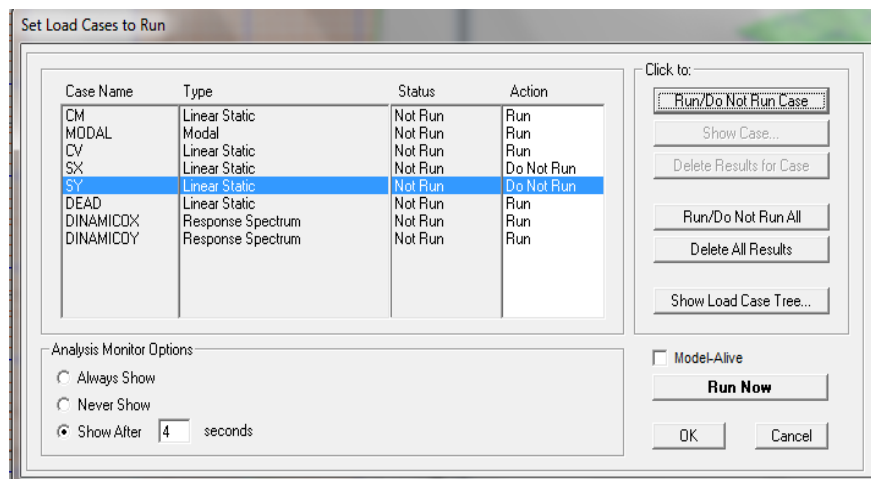 Set Load Cases to Run
Case Name Type Status Action
CM Linear Static Not Run Run
MODAL Modal Not Run Run
CV Linear Static Not Run Run
SX Linear Static Not Run Do Not Run
SY Linear Static Not Run Do Not Run
DEAD Linear Static Not Run Run
DINAMICOX Response Spectrum Not Run Run
DINAMICOY Response Spectrum Not Run Run
Click to:
Run/Do Not Run Case
Show Case...
Delete Results for Case
Run/Do Not Run All
Delete All Results
Show Load Case Tree...
Analysis Monitor Options
Always Show
Never Show
Show After 4 seconds
Model-Alive
Run Now
OK Cancel